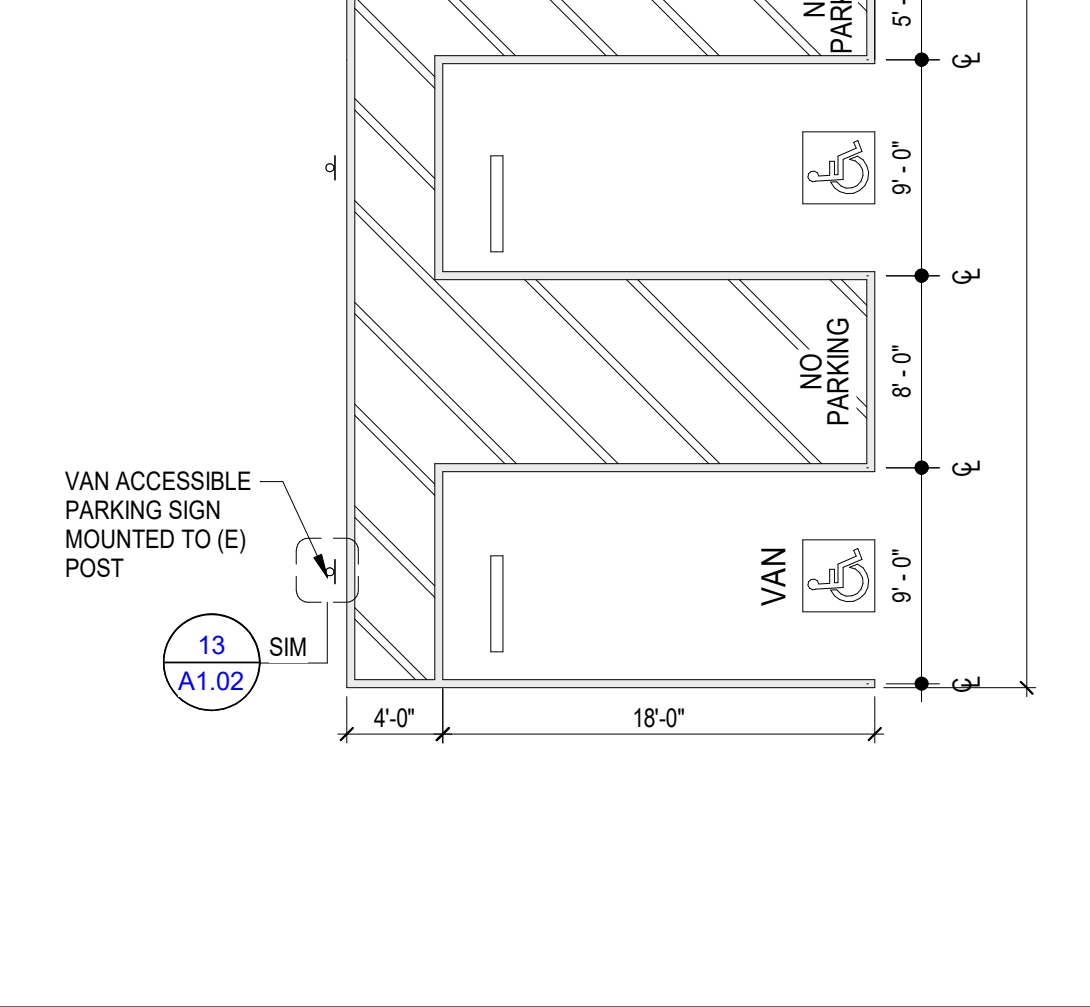 PARK
5'-
℄
9' - 0"
℄
NO
PARKING
8' - 0"
℄
VAN ACCESSIBLE
PARKING SIGN
MOUNTED TO (E)
POST
VAN
9' - 0"
13
A1.02
SIM
℄
4'-0"
18'-0"